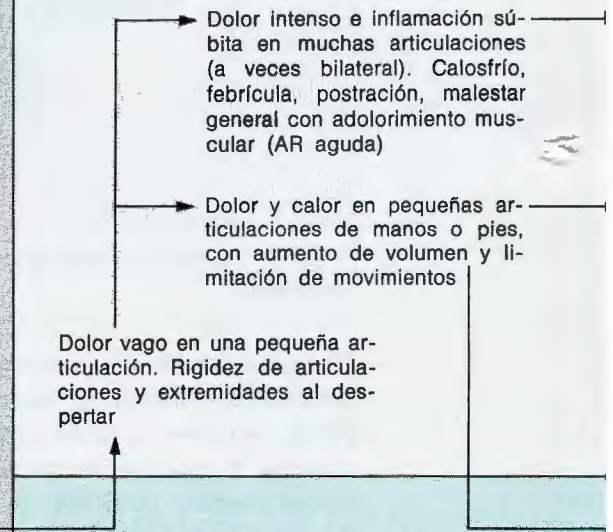 Dolor intenso e inflamación sú-
bita en muchas articulaciones
(a veces bilateral). Calosfrío,
febrícula, postración, malestar
general con adolorimiento mus-
cular (AR aguda)
Dolor y calor en pequeñas ar-
ticulaciones de manos o pies,
con aumento de volumen y li-
mitación de movimientos
Dolor vago en una pequeña ar-
ticulación. Rigidez de articula-
ciones y extremidades al des-
pertar